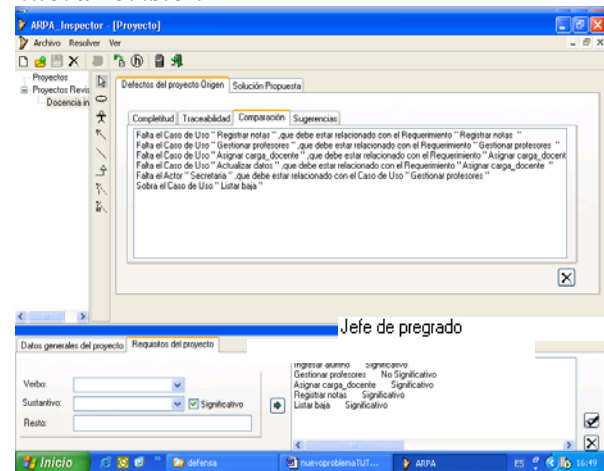 ARPA_Inspector - [Proyecto]
Archivo Resolver Ver
Proyectos
Proyectos Revis
Docencia in
Defectos del proyecto Origen Solución Propuesta
Completitud Traceabilidad Comparación Sugerencias
Falta el Caso de Uso " Registrar notas " ,que debe estar relacionado con el Requerimiento " Registrar notas "
Falta el Caso de Uso " Gestionar profesores " ,que debe estar relacionado con el Requerimiento " Gestionar profesores "
Falta el Caso de Uso " Asignar carga_docente " ,que debe estar relacionado con el Requerimiento " Asignar carga_docent
Falta el Caso de Uso " Actualizar datos " ,que debe estar relacionado con el Requerimiento " Asignar carga_docente "
Falta el Actor " Secretaria " ,que debe estar relacionado con el Caso de Uso " Gestionar profesores "
Sobra el Caso de Uso " Listar baja "
Jefe de pregrado
Datos generales del proyecto Requisitos del proyecto
Verbo:
Sustantivo:
Significativo
Resto:
Ingresar alumno Significativo
Gestionar profesores No Significativo
Asignar carga_docente Significativo
Registrar notas Significativo
Listar baja Significativo
Inicio
defensa
nuevoproblemaTUT...
ARPA
ES
16:49